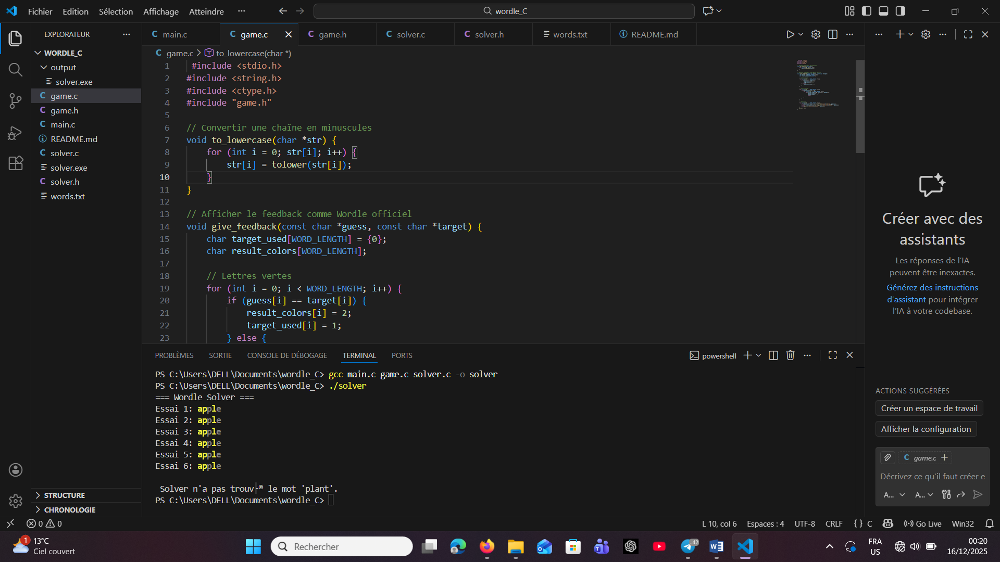 Fichier Edition Sélection Affichage Atteindre ···
wordle_C
EXPLORATEUR
WORDLE_C
output
solver.exe
C game.c
C game.h
C main.c
README.md
C solver.c
solver.exe
C solver.h
words.txt
STRUCTURE
CHRONOLOGIE
C main.c
C game.c
C game.h
C solver.c
C solver.h
words.txt
README.md
C game.c > to_lowercase(char *)
1 #include <stdio.h>
2 #include <string.h>
3 #include <ctype.h>
4 #include "game.h"
5
6 // Convertir une chaîne en minuscules
7 void to_lowercase(char *str) {
8 for (int i = 0; str[i]; i++) {
9 str[i] = tolower(str[i]);
10 }
11 }
12
13 // Afficher le feedback comme Wordle officiel
14 void give_feedback(const char *guess, const char *target) {
15 char target_used[WORD_LENGTH] = {0};
16 char result_colors[WORD_LENGTH];
17
18 // Lettres vertes
19 for (int i = 0; i < WORD_LENGTH; i++) {
20 if (guess[i] == target[i]) {
21 result_colors[i] = 2;
22 target_used[i] = 1;
23 } else {
PROBLÈMES SORTIE CONSOLE DE DÉBOGAGE TERMINAL PORTS
powershell
PS C:\Users\DELL\Documents\wordle_C> gcc main.c game.c solver.c -o solver
PS C:\Users\DELL\Documents\wordle_C> ./solver
=== Wordle Solver ===
Essai 1: apple
Essai 2: apple
Essai 3: apple
Essai 4: apple
Essai 5: apple
Essai 6: apple
Solver n'a pas trouv├® le mot 'plant'.
PS C:\Users\DELL\Documents\wordle_C>
Créer avec des
assistants
Les réponses de l'IA
peuvent être inexactes.
Générez des instructions
d'assistant pour intégrer
l'IA à votre codebase.
ACTIONS SUGGÉRÉES
Créer un espace de travail
Afficher la configuration
C game.c +
Décrivez ce qu'il faut créer e
A... A...
0 0
L 10, col 6 Espaces : 4 UTF-8 CRLF {} C Go Live Win32
1
13°C
Ciel couvert
Rechercher
42
FRA
US
00:20
16/12/2025